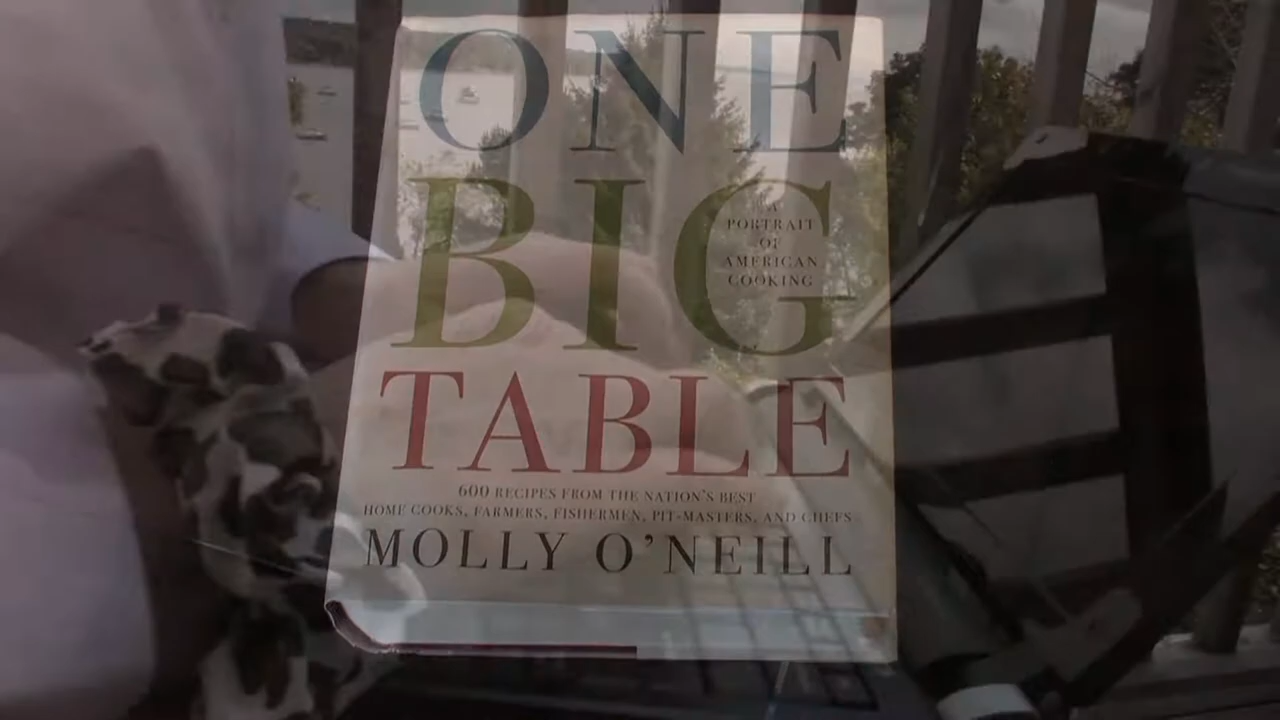 ONE
BIG
A
PORTRAIT
OF
AMERICAN
COOKING
TABLE
600 RECIPES FROM THE NATION'S BEST
HOME COOKS, FARMERS, FISHERMEN, PIT-MASTERS, AND CHEFS
MOLLY O'NEILL